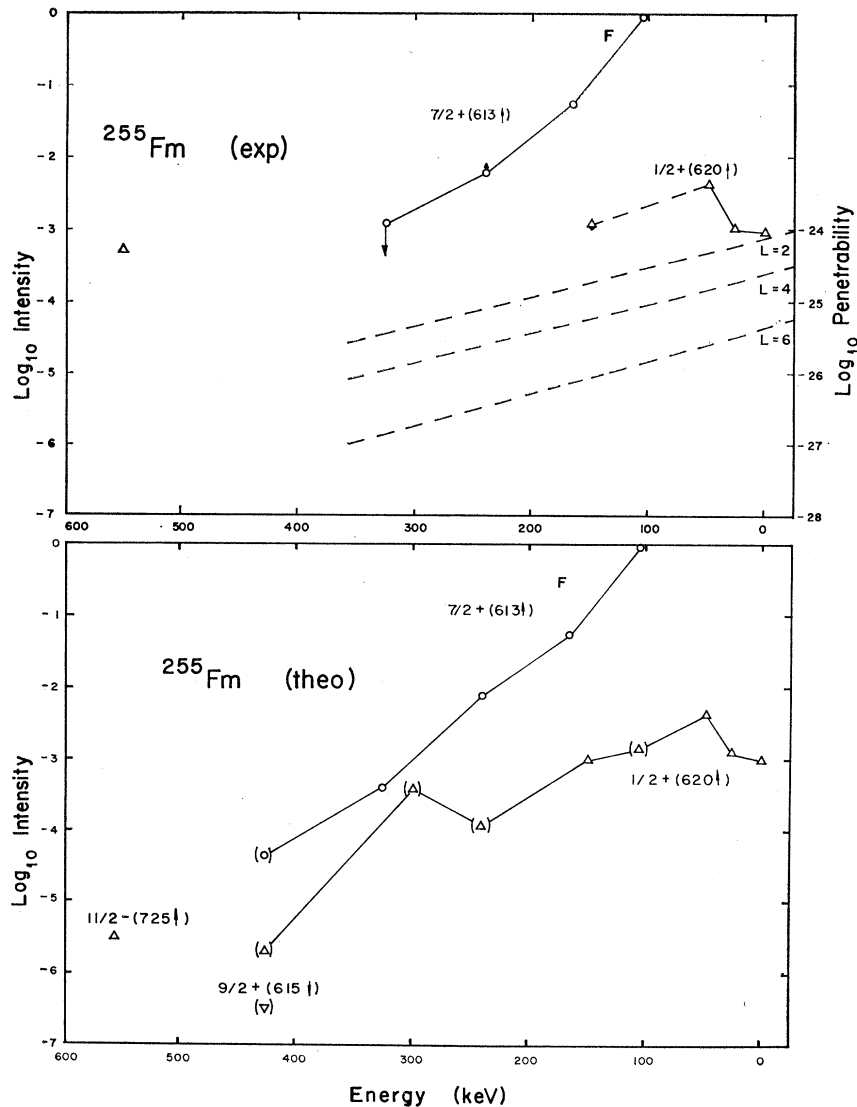 0
-1
-2
-3
-4
-5
-6
-7
Log10 Intensity
255Fm (exp)
F
7/2+(613↑)
1/2+(620↑)
L=2
L=4
L=6
24
25
26
27
28
Log10 Penetrability
600 500 400 300 200 100 0
0
-1
-2
-3
-4
-5
-6
-7
Log10 Intensity
255Fm (theo)
F
7/2+(613↑)
1/2+(620↑)
11/2-(725↑)
9/2+(615↓)
600 500 400 300 200 100 0
Energy (keV)